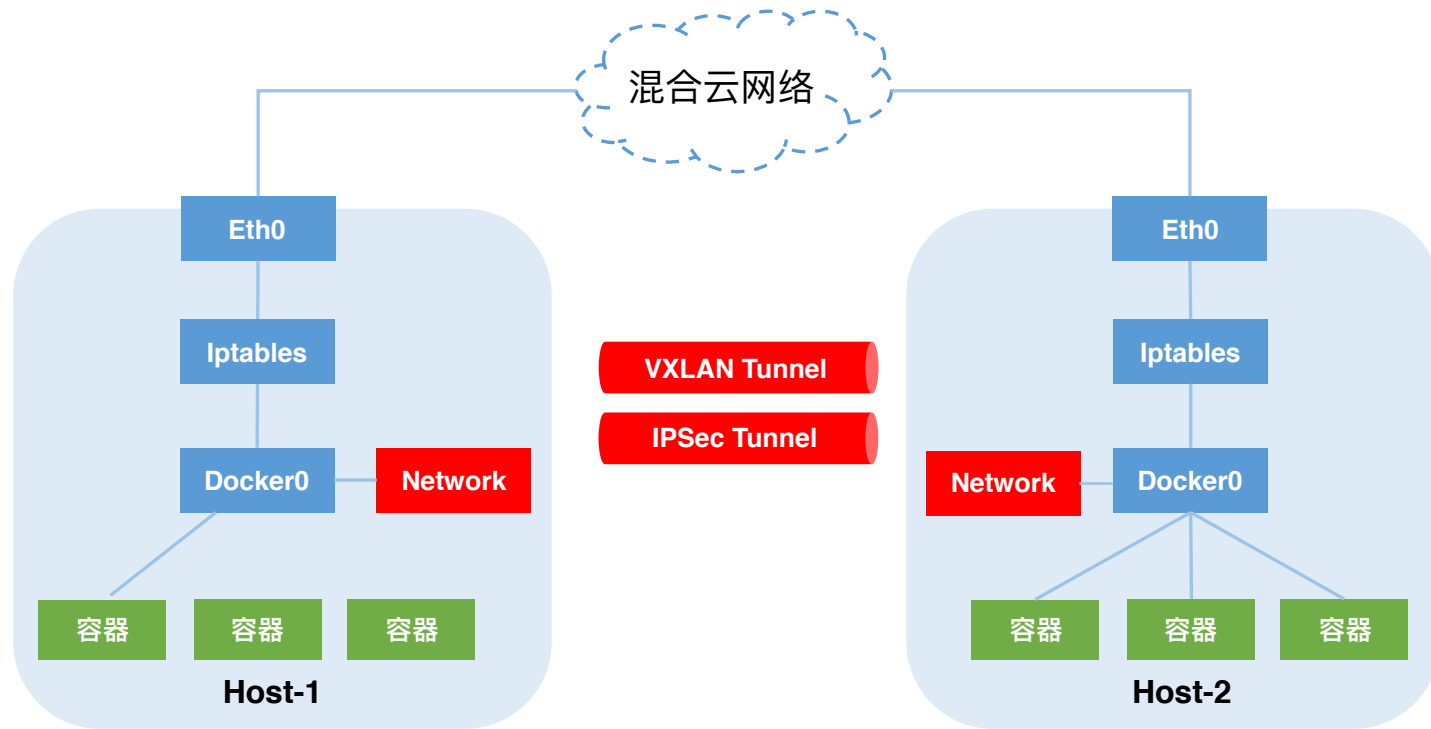 混合云网络
Eth0
Eth0
Iptables
Iptables
VXLAN Tunnel
IPSec Tunnel
Docker0
Network
Network
Docker0
容器
容器
容器
容器
容器
容器
Host-1
Host-2